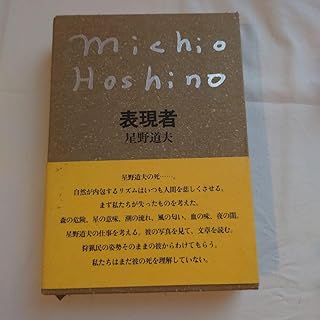 michio
Hoshino
表現者
星野道夫
星野道夫の死……。
自然が内包するリズムはいつも人間を悲しくさせる。
まず私たちが失ったものを考えた。
森の危険。星の意味。潮の流れ。風の匂い。血の味。夜の闇。
星野道夫の仕事を考える。彼の写真を見て、文章を読む。
狩猟民の姿勢そのままの彼からわけてもらう。
私たちはまだ彼の死を理解していない。